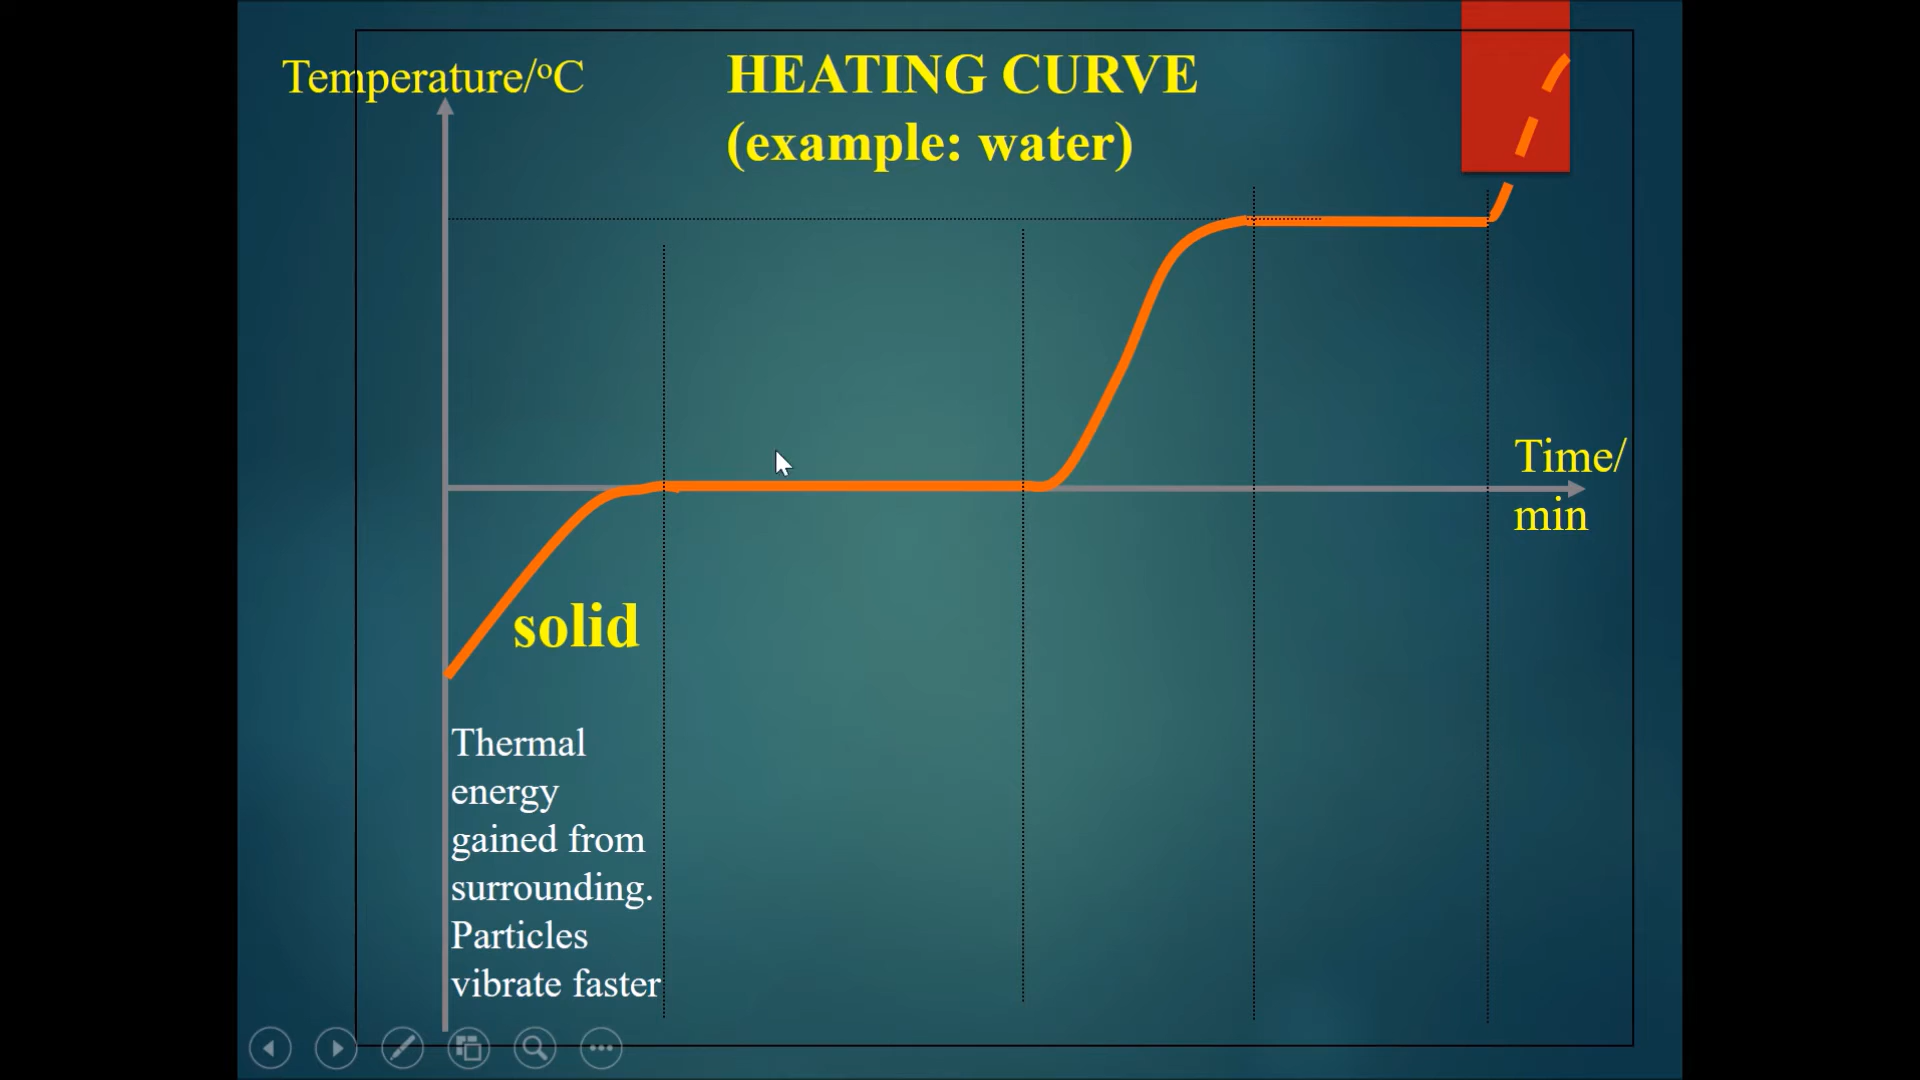 Temperature/°C
HEATING CURVE
(example: water)
Time/
min
solid
Thermal
energy
gained from
surrounding.
Particles
vibrate faster